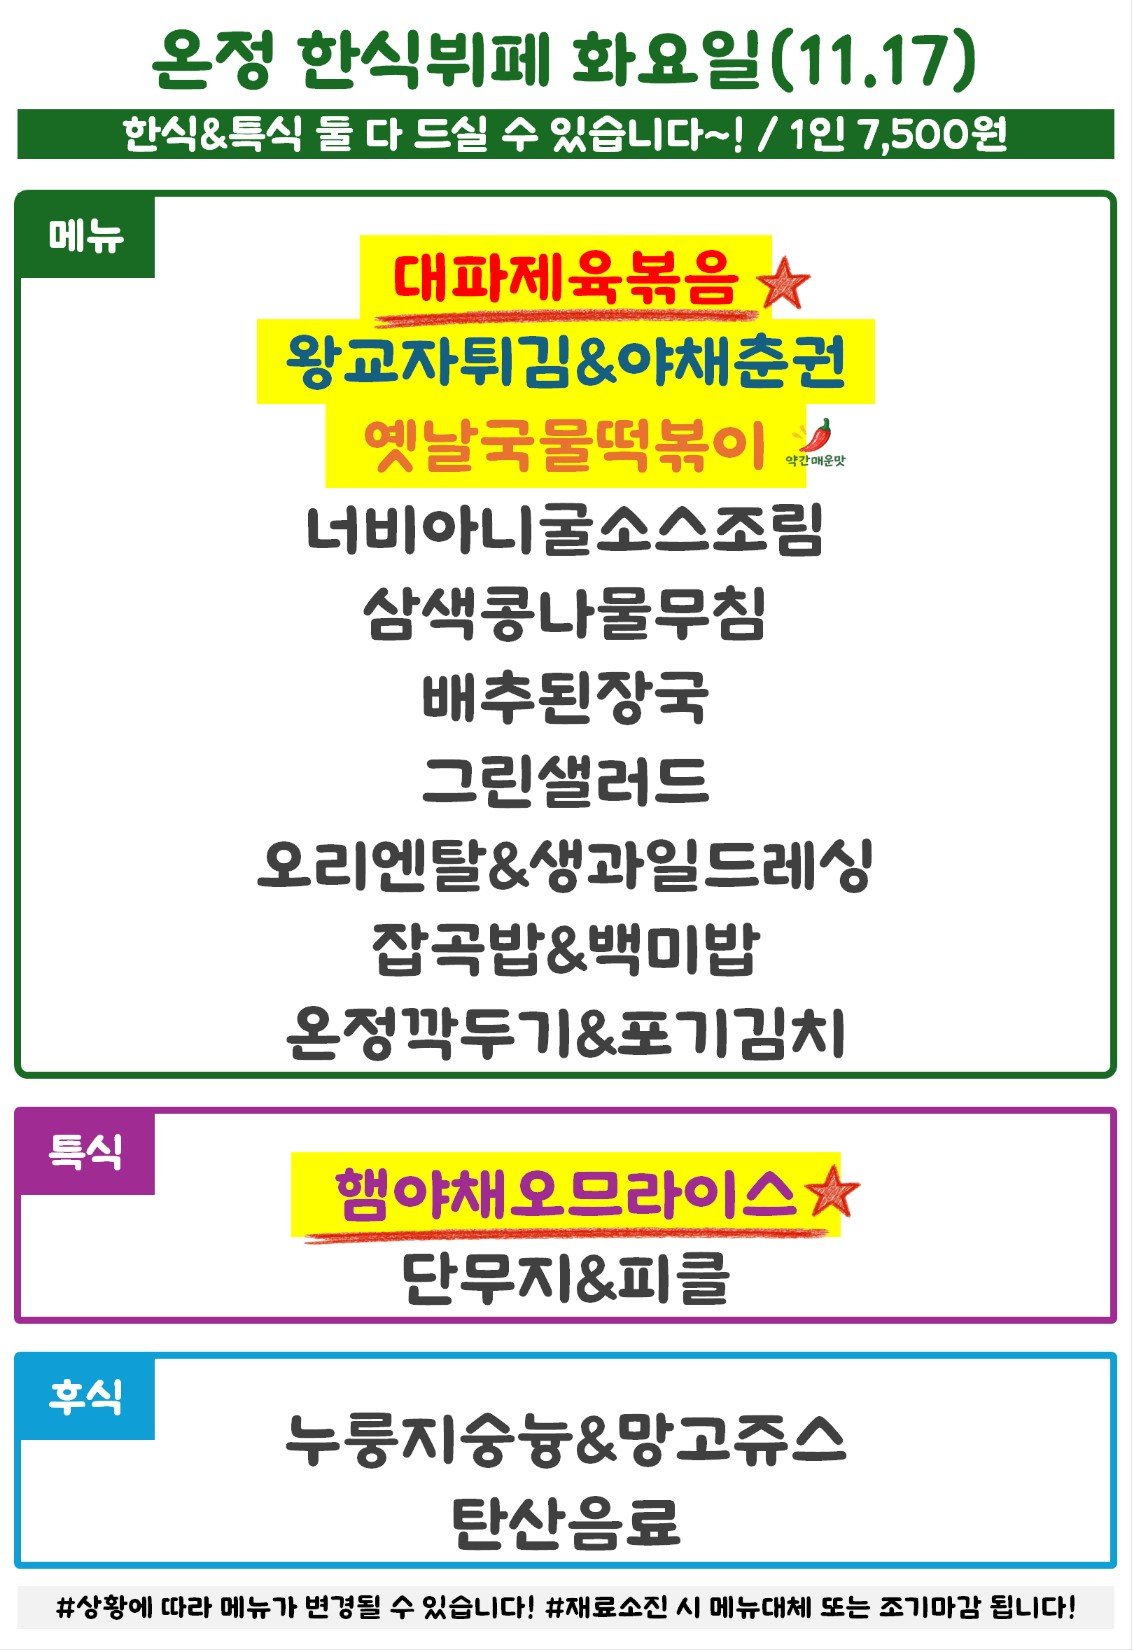 온정 한식뷔페 화요일(11.17)
한식&특식 둘 다 드실 수 있습니다~! / 1인 7,500원
메뉴
대파제육볶음
왕교자튀김&야채춘권
옛날국물떡볶이
약간매운맛
너비아니굴소스조림
삼색콩나물무침
배추된장국
그린샐러드
오리엔탈&생과일드레싱
잡곡밥&백미밥
온정깍두기&포기김치
특식
햄야채오므라이스
단무지&피클
후식
누룽지숭늉&망고쥬스
탄산음료
#상황에 따라 메뉴가 변경될 수 있습니다! #재료소진 시 메뉴대체 또는 조기마감 됩니다!